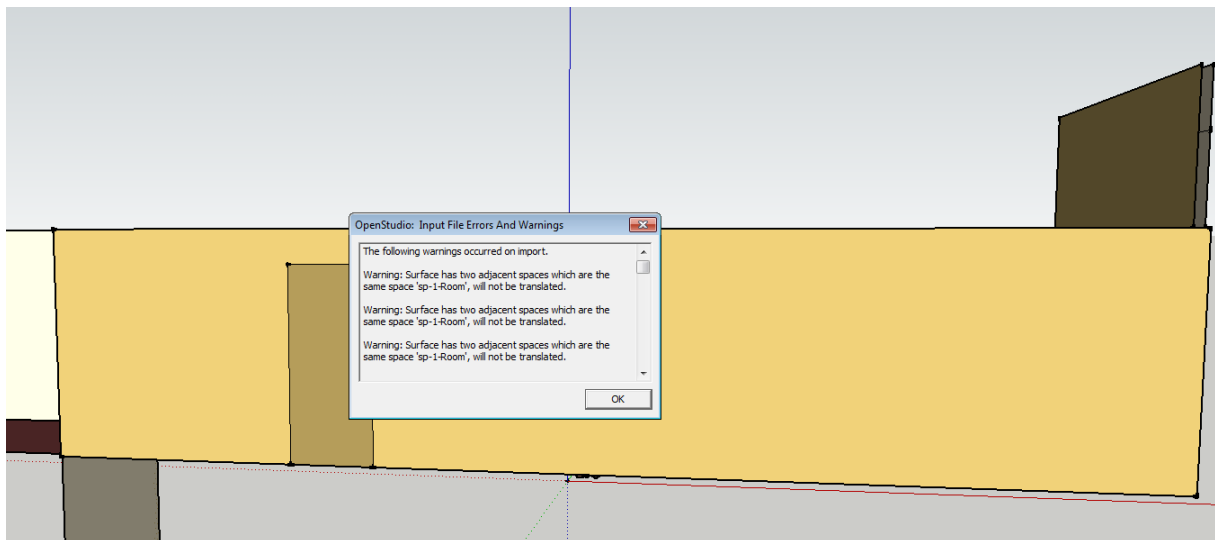 OpenStudio: Input File Errors And Warnings
The following warnings occurred on import.
Warning: Surface has two adjacent spaces which are the
same space 'sp-1-Room', will not be translated.
Warning: Surface has two adjacent spaces which are the
same space 'sp-1-Room', will not be translated.
Warning: Surface has two adjacent spaces which are the
same space 'sp-1-Room', will not be translated.
OK